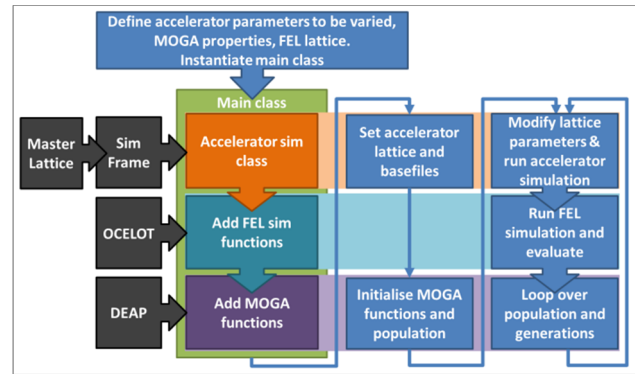 Define accelerator parameters to be varied,
MOGA properties, FEL lattice.
Instantiate main class
Main class
Master
Lattice
Sim
Frame
Accelerator sim
class
Set accelerator
lattice and
basefiles
Modify lattice
parameters &
run accelerator
simulation
OCELOT
Add FEL sim
functions
Run FEL
simulation and
evaluate
DEAP
Add MOGA
functions
Initialise MOGA
functions and
population
Loop over
population and
generations